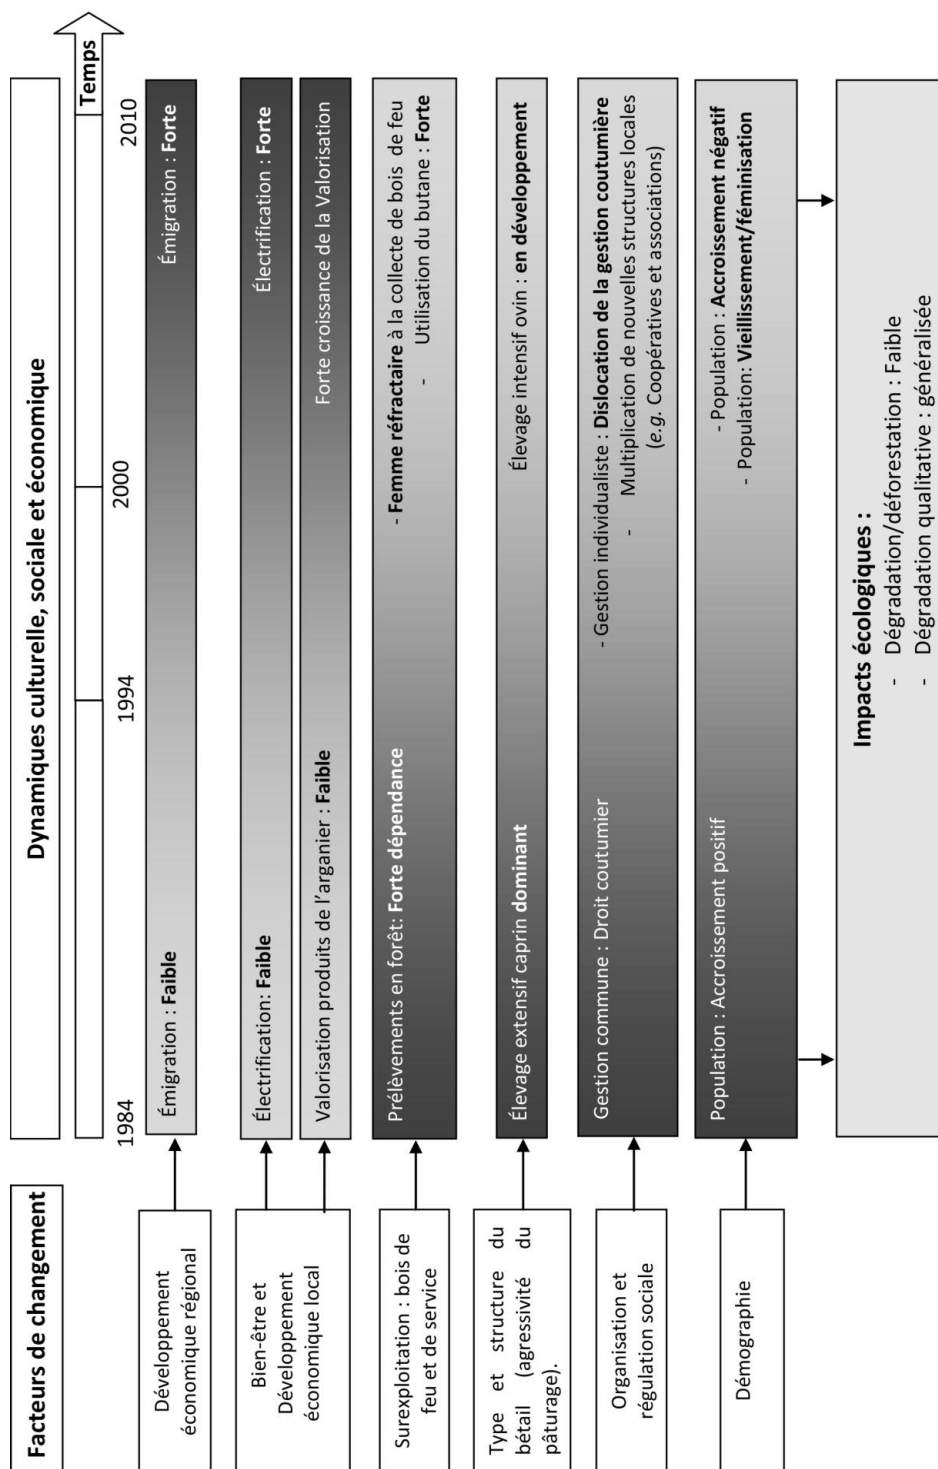 Facteurs de changement
Dynamiques culturelle, sociale et économique
Temps
1984
1994
2000
2010
Développement
économique régional
Émigration : Faible
Émigration : Forte
Bien-être et
Développement
économique local
Électrification: Faible
Électrification : Forte
Valorisation produits de l’arganier : Faible
Forte croissance de la Valorisation
Surexploitation : bois de
feu et de service
Prélèvements en forêt: Forte dépendance
- Femme réfractaire à la collecte de bois de feu
- Utilisation du butane : Forte
Type et structure du
bétail (agressivité du
pâturage).
Élevage extensif caprin dominant
Élevage intensif ovin : en développement
Organisation et
régulation sociale
Gestion commune : Droit coutumier
- Gestion individualiste : Dislocation de la gestion coutumière
- Multiplication de nouvelles structures locales
(e.g. Coopératives et associations)
Démographie
Population : Accroissement positif
- Population : Accroissement négatif
- Population: Vieillissement/féminisation
Impacts écologiques :
- Dégradation/déforestation : Faible
- Dégradation qualitative : généralisée